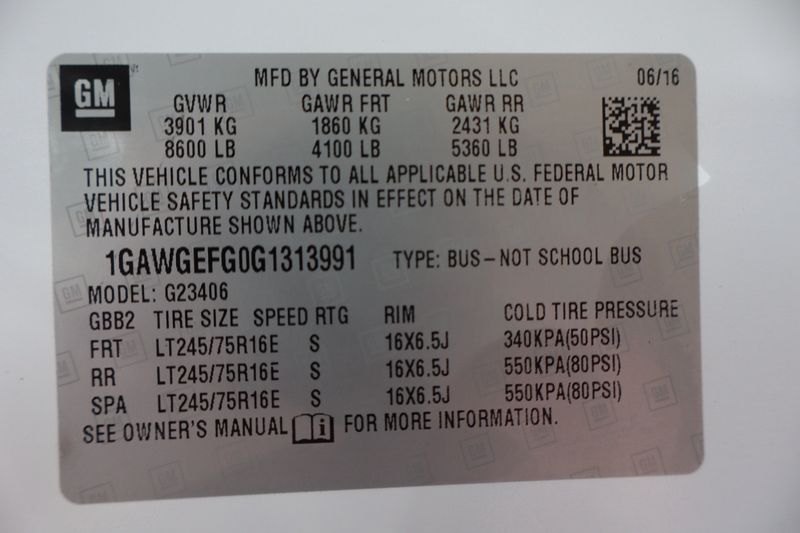 GM
MFD BY GENERAL MOTORS LLC 06/16
GVWR GAWR FRT GAWR RR
3901 KG 1860 KG 2431 KG
8600 LB 4100 LB 5360 LB
THIS VEHICLE CONFORMS TO ALL APPLICABLE U.S. FEDERAL MOTOR
VEHICLE SAFETY STANDARDS IN EFFECT ON THE DATE OF
MANUFACTURE SHOWN ABOVE.
1GAWGEFG0G1313991 TYPE: BUS–NOT SCHOOL BUS
MODEL: G23406
GBB2 TIRE SIZE SPEED RTG RIM COLD TIRE PRESSURE
FRT LT245/75R16E S 16X6.5J 340KPA(50PSI)
RR LT245/75R16E S 16X6.5J 550KPA(80PSI)
SPA LT245/75R16E S 16X6.5J 550KPA(80PSI)
SEE OWNER'S MANUAL i FOR MORE INFORMATION.